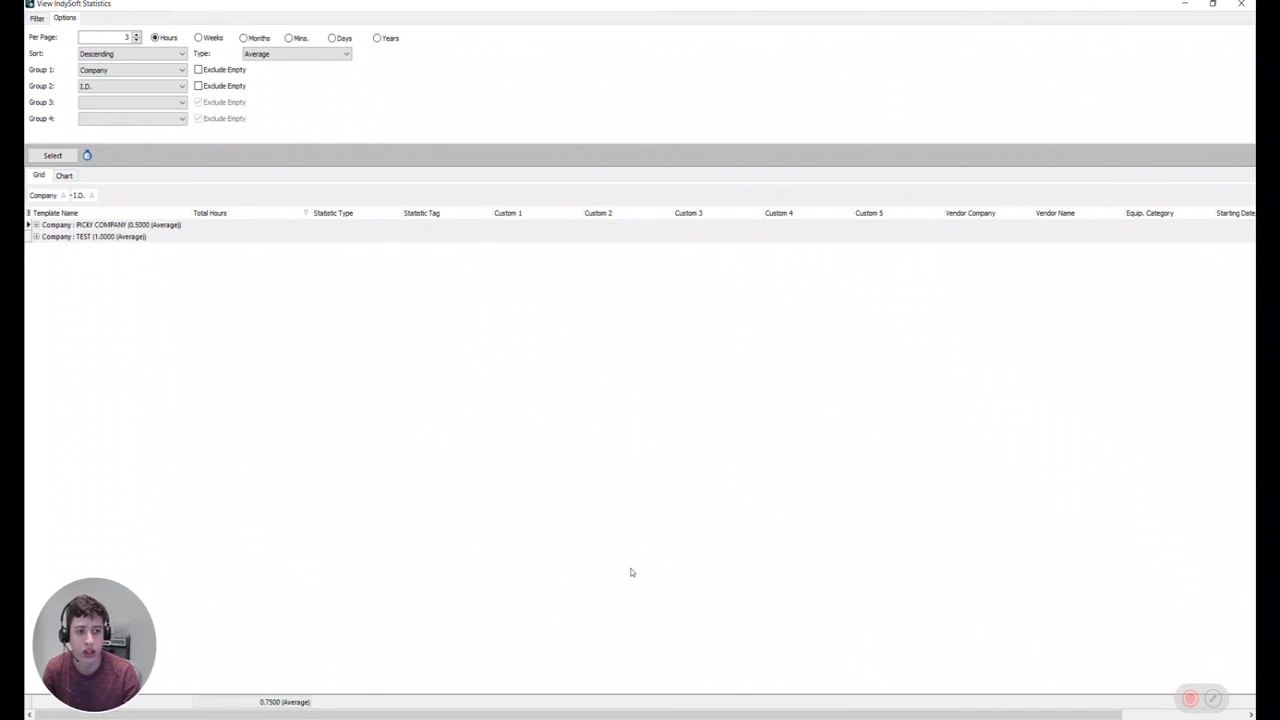 View IndySoft Statistics
Filter Options
Per Page: 3 Hours Weeks Months Mins. Days Years
Sort: Descending Type: Average
Group 1: Company Exclude Empty
Group 2: I.D. Exclude Empty
Group 3: Exclude Empty
Group 4: Exclude Empty
Select
Grid Chart
Company I.D.
Template Name Total Hours Statistic Type Statistic Tag Custom 1 Custom 2 Custom 3 Custom 4 Custom 5 Vendor Company Vendor Name Equip. Category Starting Date
Company : PICKY COMPANY (0.5000 (Average))
Company : TEST (1.0000 (Average))
0.7500 (Average)